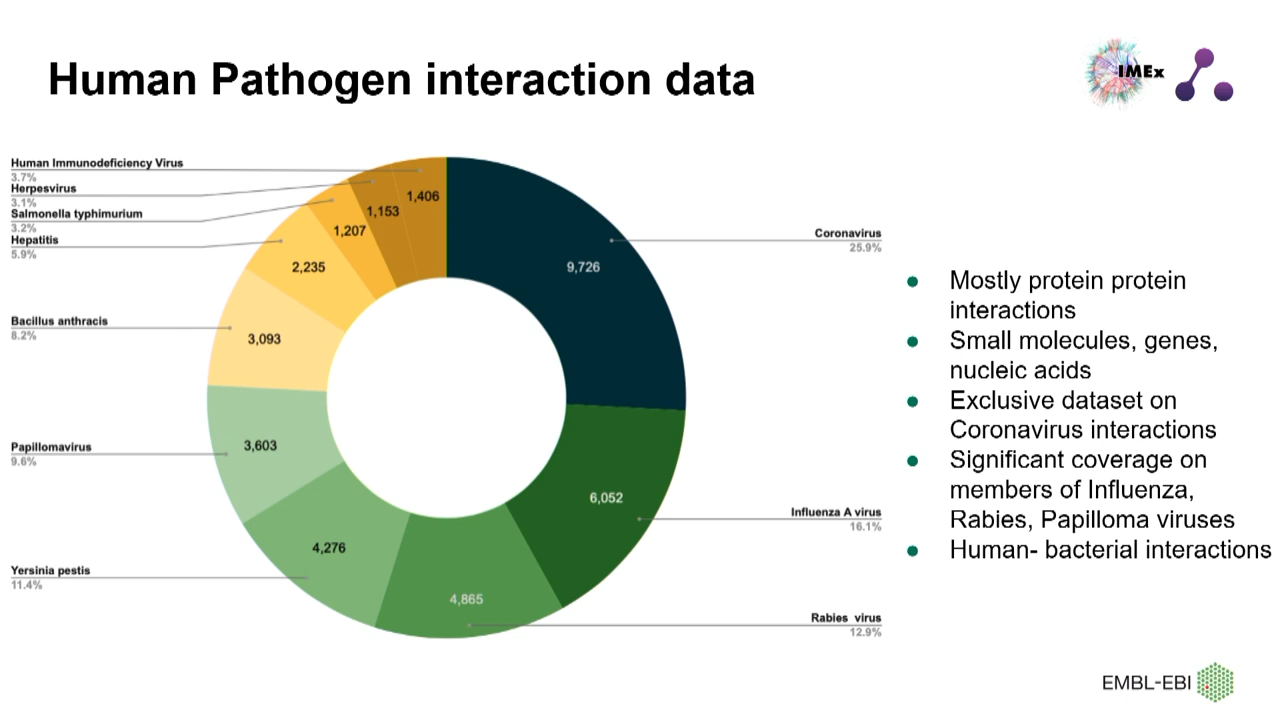 Human Pathogen interaction data
IMEx
Human Immunodeficiency Virus
3.7%
Herpesvirus
3.1%
Salmonella typhimurium
3.2%
Hepatitis
5.9%
Bacillus anthracis
8.2%
Papillomavirus
9.6%
Yersinia pestis
11.4%
1,406
1,153
1,207
2,235
3,093
3,603
4,276
4,865
6,052
9,726
Coronavirus
25.9%
Influenza A virus
16.1%
Rabies virus
12.9%
● Mostly protein protein
interactions
● Small molecules, genes,
nucleic acids
● Exclusive dataset on
Coronavirus interactions
● Significant coverage on
members of Influenza,
Rabies, Papilloma viruses
● Human- bacterial interactions
EMBL-EBI